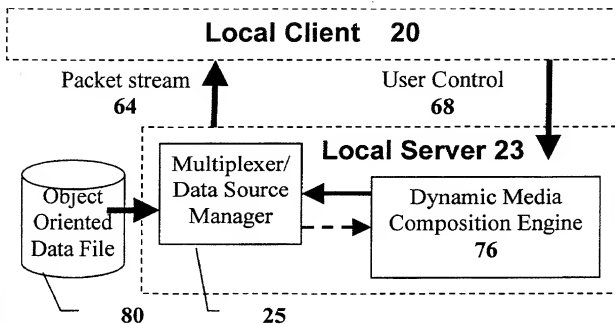 Local Client 20
Packet stream
64
User Control
68
Local Server 23
Multiplexer/
Data Source
Manager
Object
Oriented
Data File
Dynamic Media
Composition Engine
76
80
25